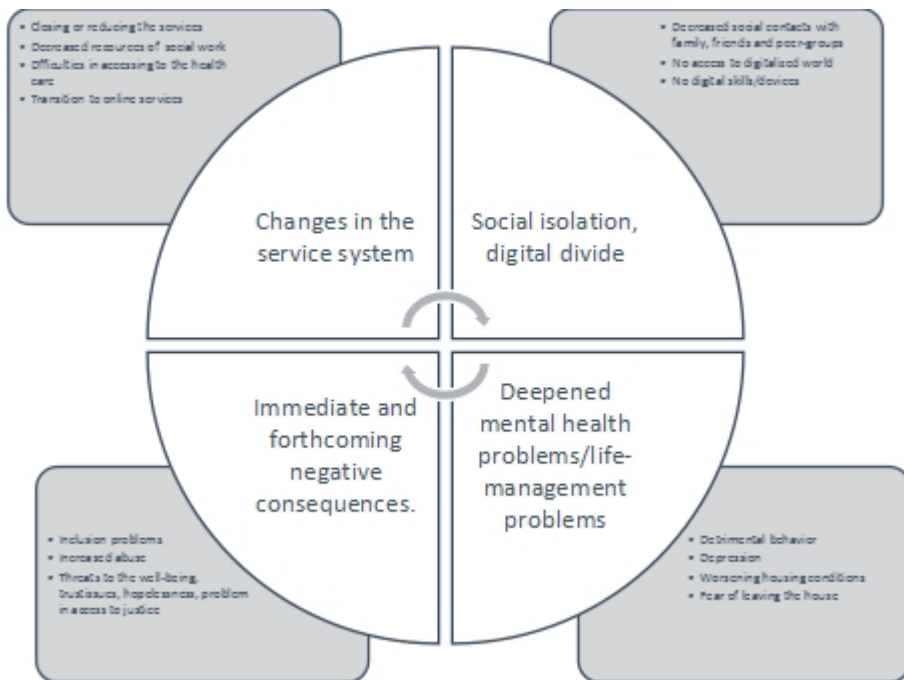 • Closing or reducing the services
• Decreased resources of social work
• Difficulties in accessing to the health
care
• Transition to online services
• Decreased social contacts with
family, friends and peer-groups
• No access to digitalised world
• No digital skills/devices
Changes in the
service system
Social isolation,
digital divide
Immediate and
forthcoming
negative
consequences.
Deepened
mental health
problems/life-
management
problems
• Inclusion problems
• Increased abuse
• Threats to the well-being,
trust issues, hopelessness, problem
in access to justice
• Detrimental behavior
• Depression
• Worsening housing conditions
• Fear of leaving the house